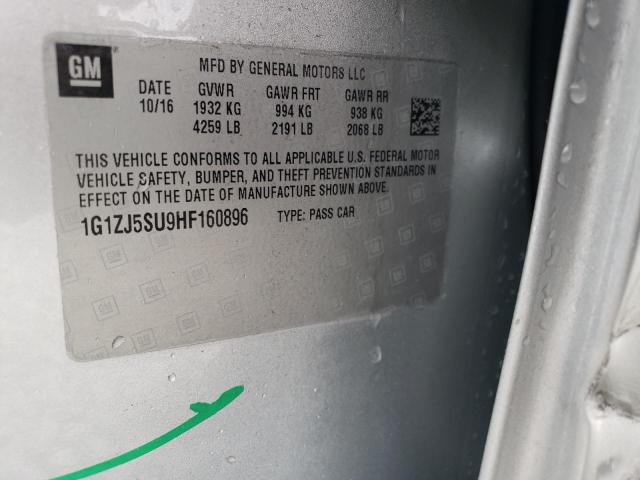 GM
MFD BY GENERAL MOTORS LLC
DATE GVWR GAWR FRT GAWR RR
10/16 1932 KG 994 KG 938 KG
4259 LB 2191 LB 2068 LB
THIS VEHICLE CONFORMS TO ALL APPLICABLE U.S. FEDERAL MOTOR
VEHICLE SAFETY, BUMPER, AND THEFT PREVENTION STANDARDS IN
EFFECT ON THE DATE OF MANUFACTURE SHOWN ABOVE.
1G1ZJ5SU9HF160896 TYPE: PASS CAR